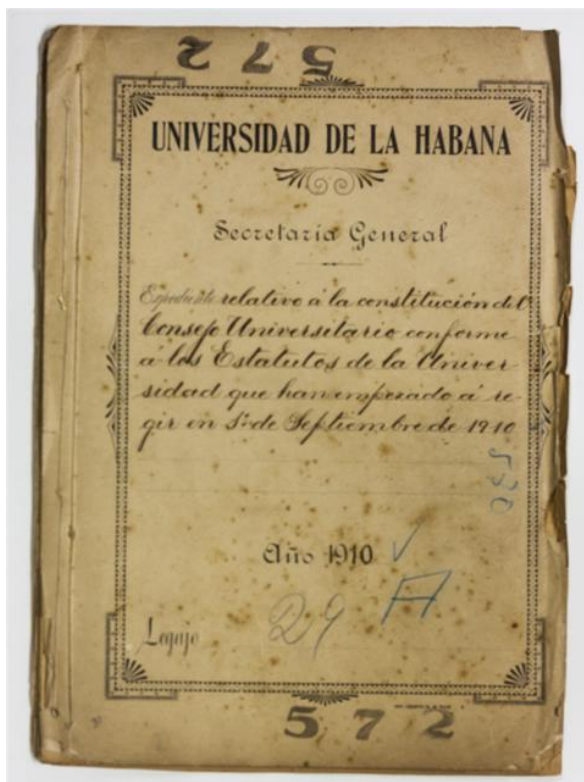 572
UNIVERSIDAD DE LA HABANA
Secretaría General
Expediente relativo á la constitución del
Consejo Universitario conforme
á los Estatutos de la Univer
sidad que han empezado á re-
gir en 1º de Septiembre de 1910
Año 1910
A
Legajo 29
572